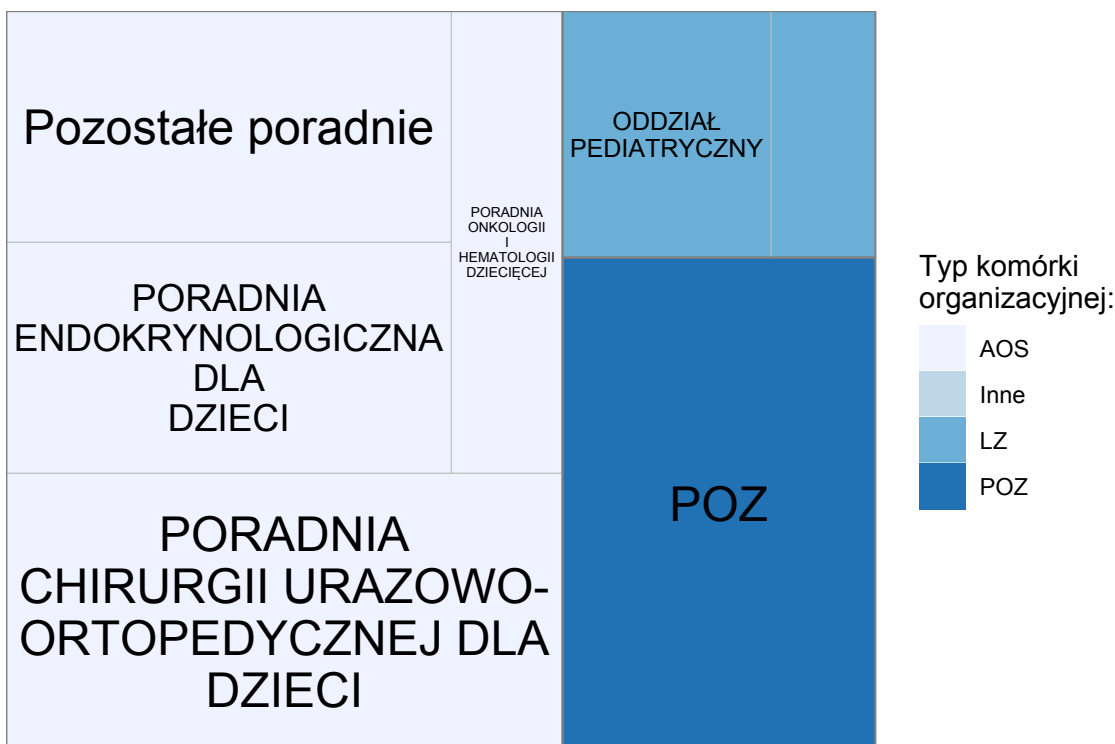 Pozostałe poradnie
PORADNIA
ONKOLOGII
I
HEMATOLOGII
DZIECIĘCEJ
ODDZIAŁ
PEDIATRYCZNY
PORADNIA
ENDOKRYNOLOGICZNA
DLA
DZIECI
POZ
PORADNIA
CHIRURGII URAZOWO-
ORTOPEDYCZNEJ DLA
DZIECI
Typ komórki
organizacyjnej:
AOS
Inne
LZ
POZ